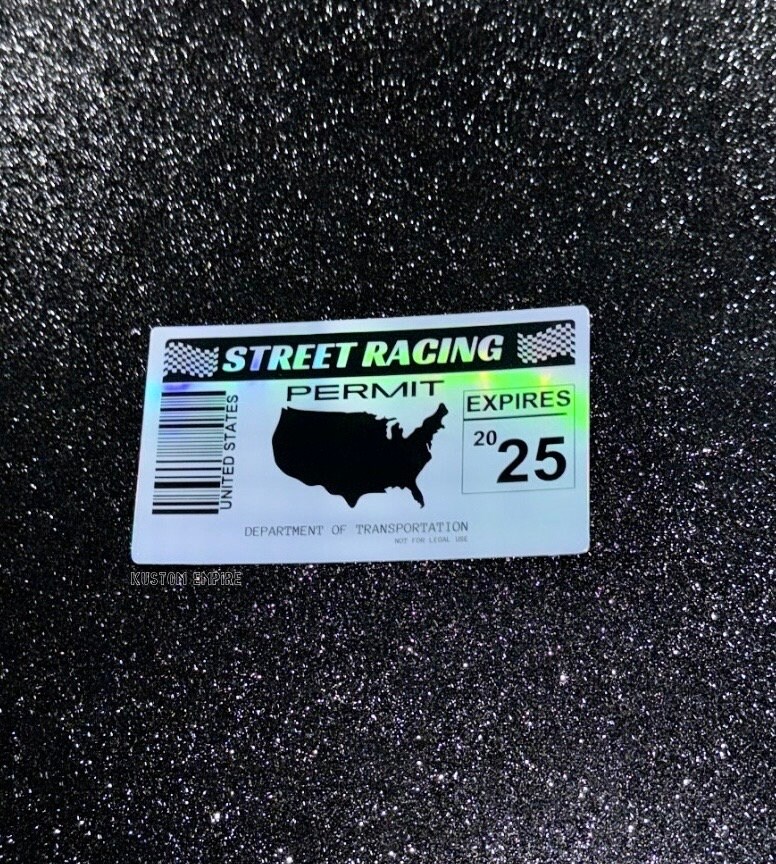 STREET RACING
PERMIT
EXPIRES
20 25
UNITED STATES
DEPARTMENT OF TRANSPORTATION
NOT FOR LEGAL USE
KUSTOM EMPIRE